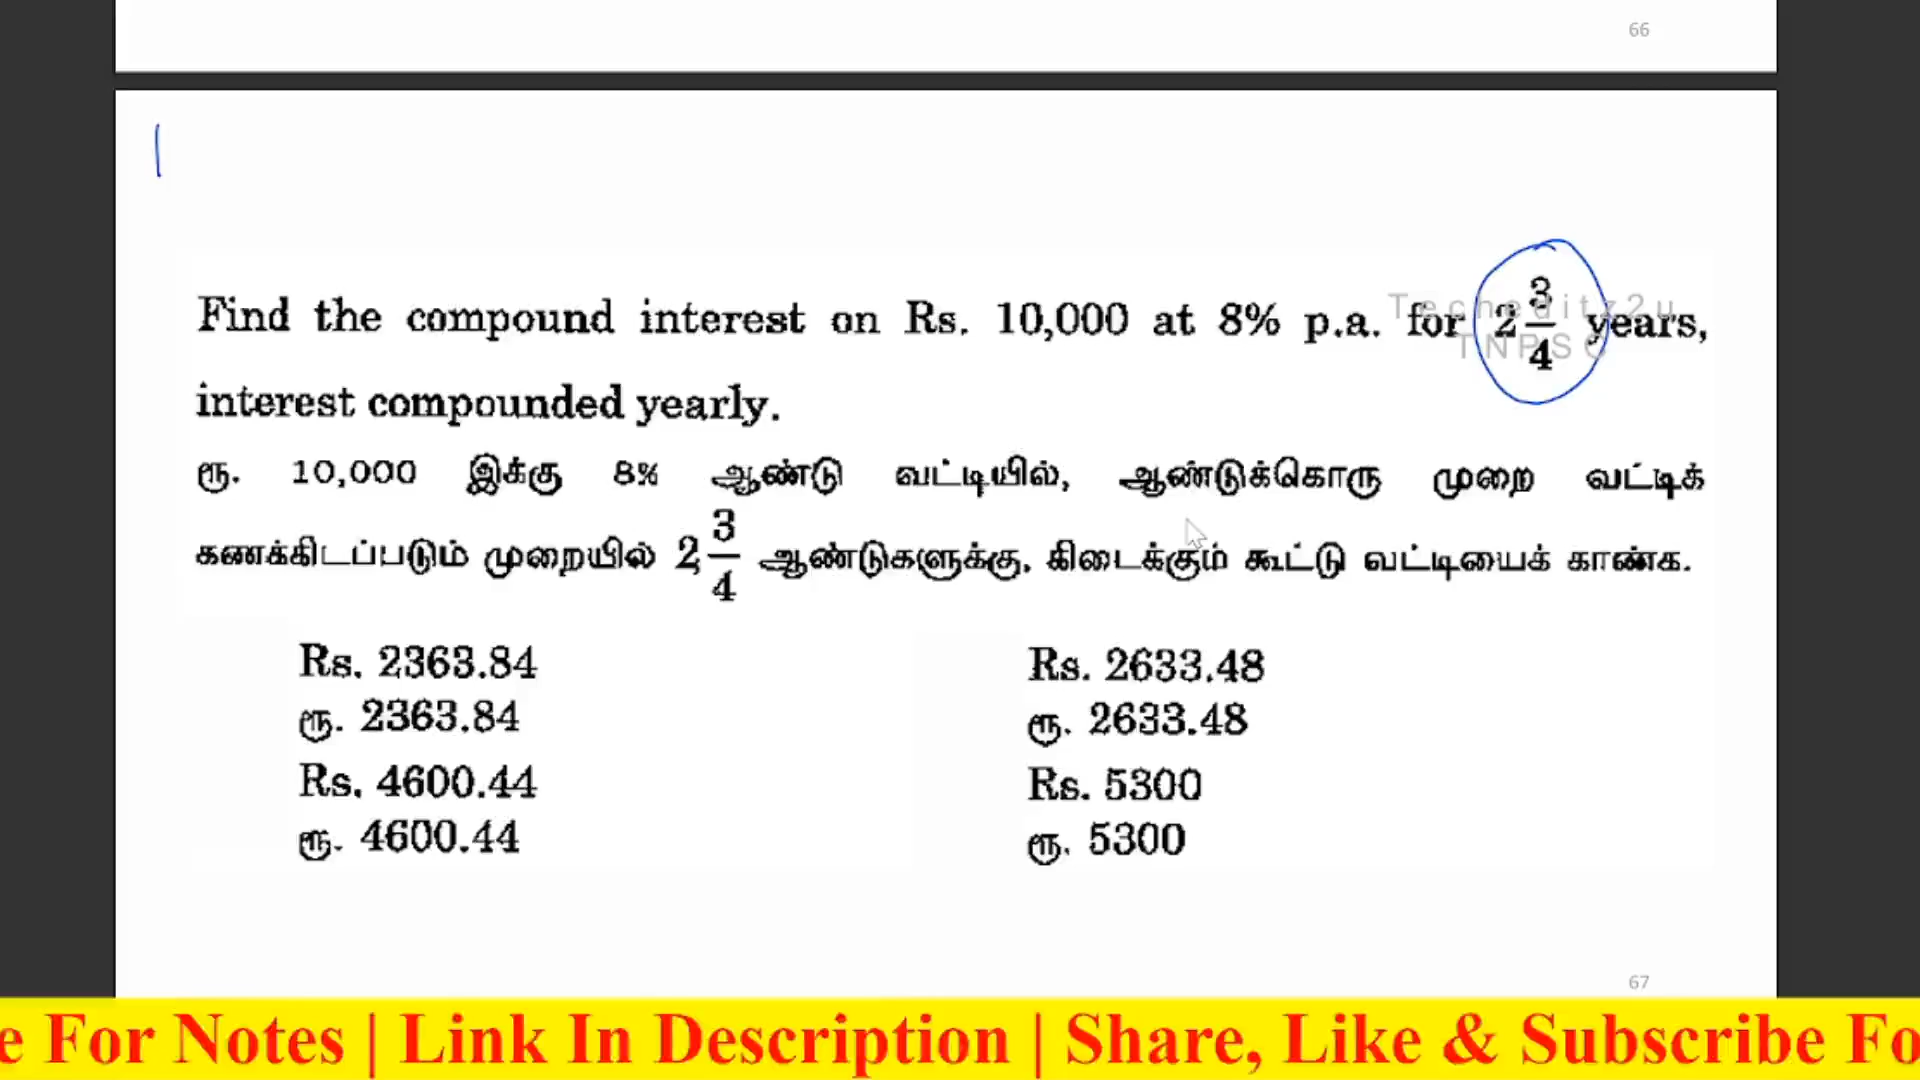 66
Find the compound interest on Rs. 10,000 at 8% p.a. for 2 3/4 years,
Techeditz2u
TNPSC
interest compounded yearly.
ரூ. 10,000 இக்கு 8% ஆண்டு வட்டியில், ஆண்டுக்கொரு முறை வட்டிக்
கணக்கிடப்படும் முறையில் 2 3/4 ஆண்டுகளுக்கு, கிடைக்கும் கூட்டு வட்டியைக் காண்க.
Rs. 2363.84 Rs. 2633.48
ரூ. 2363.84 ரூ. 2633.48
Rs. 4600.44 Rs. 5300
ரூ. 4600.44 ரூ. 5300
67
e For Notes | Link In Description | Share, Like & Subscribe Fo